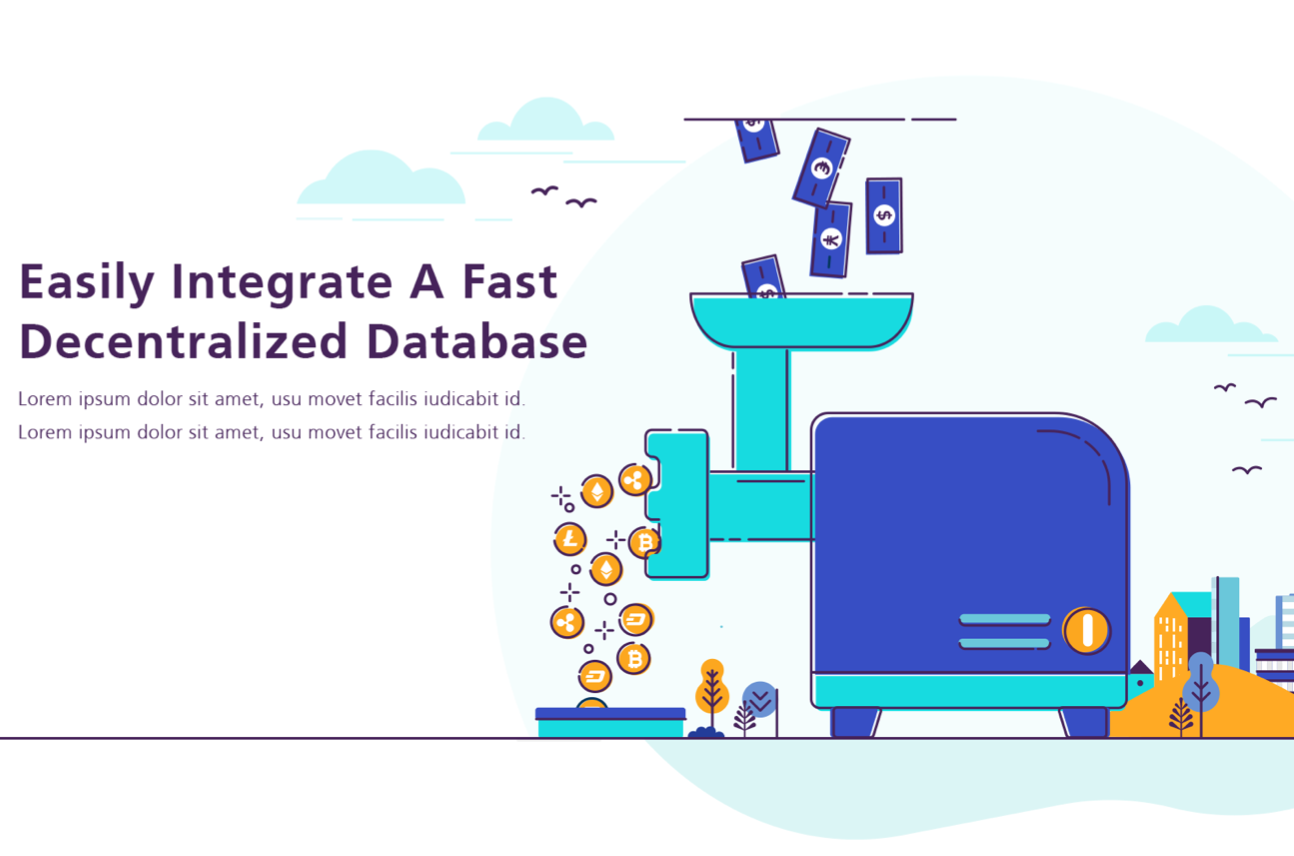 Easily Integrate A Fast
Decentralized Database
Lorem ipsum dolor sit amet, usu movet facilis iudicabit id.
Lorem ipsum dolor sit amet, usu movet facilis iudicabit id.